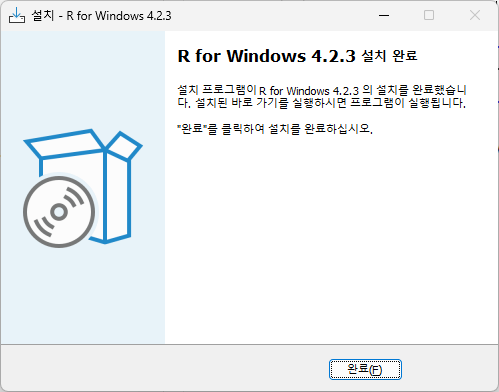 설치 - R for Windows 4.2.3
R for Windows 4.2.3 설치 완료
설치 프로그램이 R for Windows 4.2.3 의 설치를 완료했습니
다. 설치된 바로 가기를 실행하시면 프로그램이 실행됩니다.
"완료"를 클릭하여 설치를 완료하십시오.
완료(F)